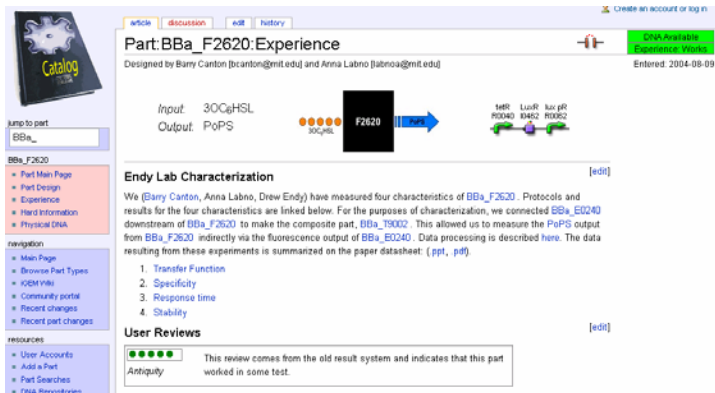 Create an account or log in
article discussion edit history
Catalog
Part:BBa_F2620:Experience
DNA Available
Experience: Works
Designed by Barry Canton [bcanton@mit.edu] and Anna Labno [labnoa@mit.edu]
Entered: 2004-08-09
Input: 3OC6HSL
Output: PoPS
3OC6HSL
F2620
PoPS
tetR LuxR lux pR
R0040 I0462 R0062
jump to part
BBa_
BBa_F2620
Part Main Page
Part Design
Experience
Hard Information
Physical DNA
navigation
Main Page
Browse Part Types
iGEM Wiki
Community portal
Recent changes
Recent part changes
resources
User Accounts
Add a Part
Part Searches
DNA Repositories
Endy Lab Characterization
[edit]
We (Barry Canton, Anna Labno, Drew Endy) have measured four characteristics of BBa_F2620. Protocols and
results for the four characteristics are linked below. For the purposes of characterization, we connected BBa_E0240
downstream of BBa_F2620 to make the composite part, BBa_T9002. This allowed us to measure the PoPS output
from BBa_F2620 indirectly via the fluorescence output of BBa_E0240. Data processing is described here. The data
resulting from these experiments is summarized on the paper datasheet: (.ppt, .pdf).
1. Transfer Function
2. Specificity
3. Response time
4. Stability
User Reviews
[edit]
Antiquity
This review comes from the old result system and indicates that this part
worked in some test.